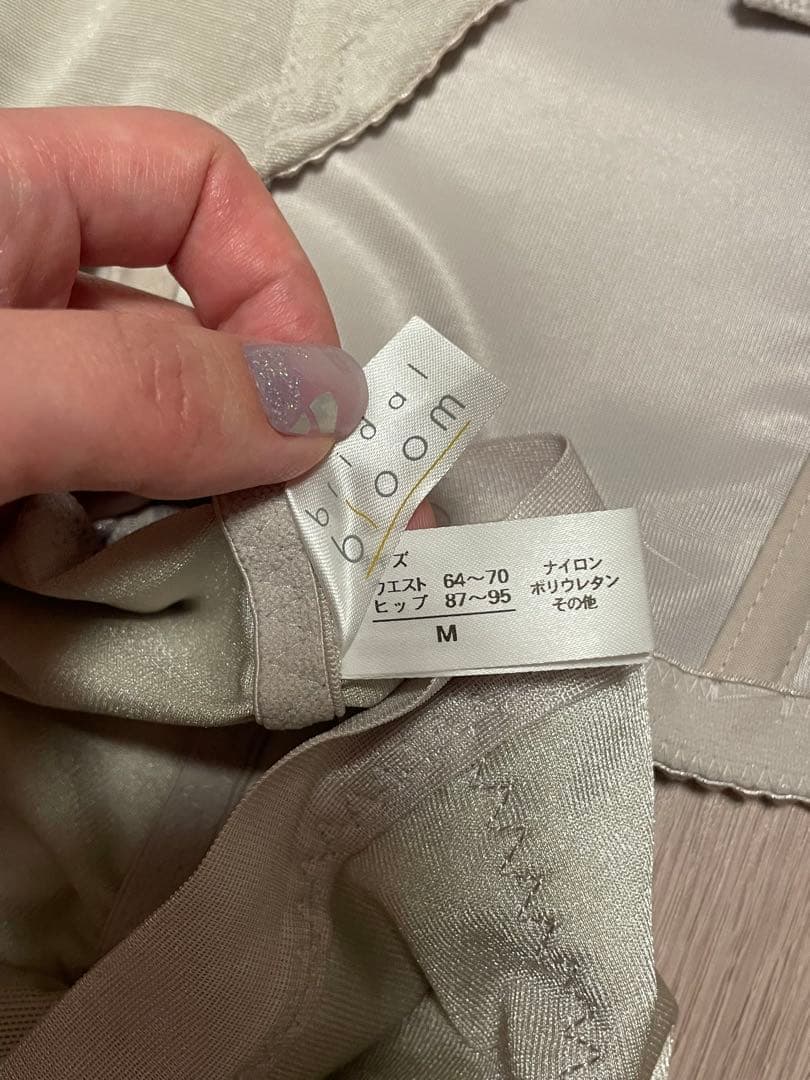 bridal
bloom
ズ
ウエスト 64～70
ヒップ 87～95
M
ナイロン
ポリウレタン
その他